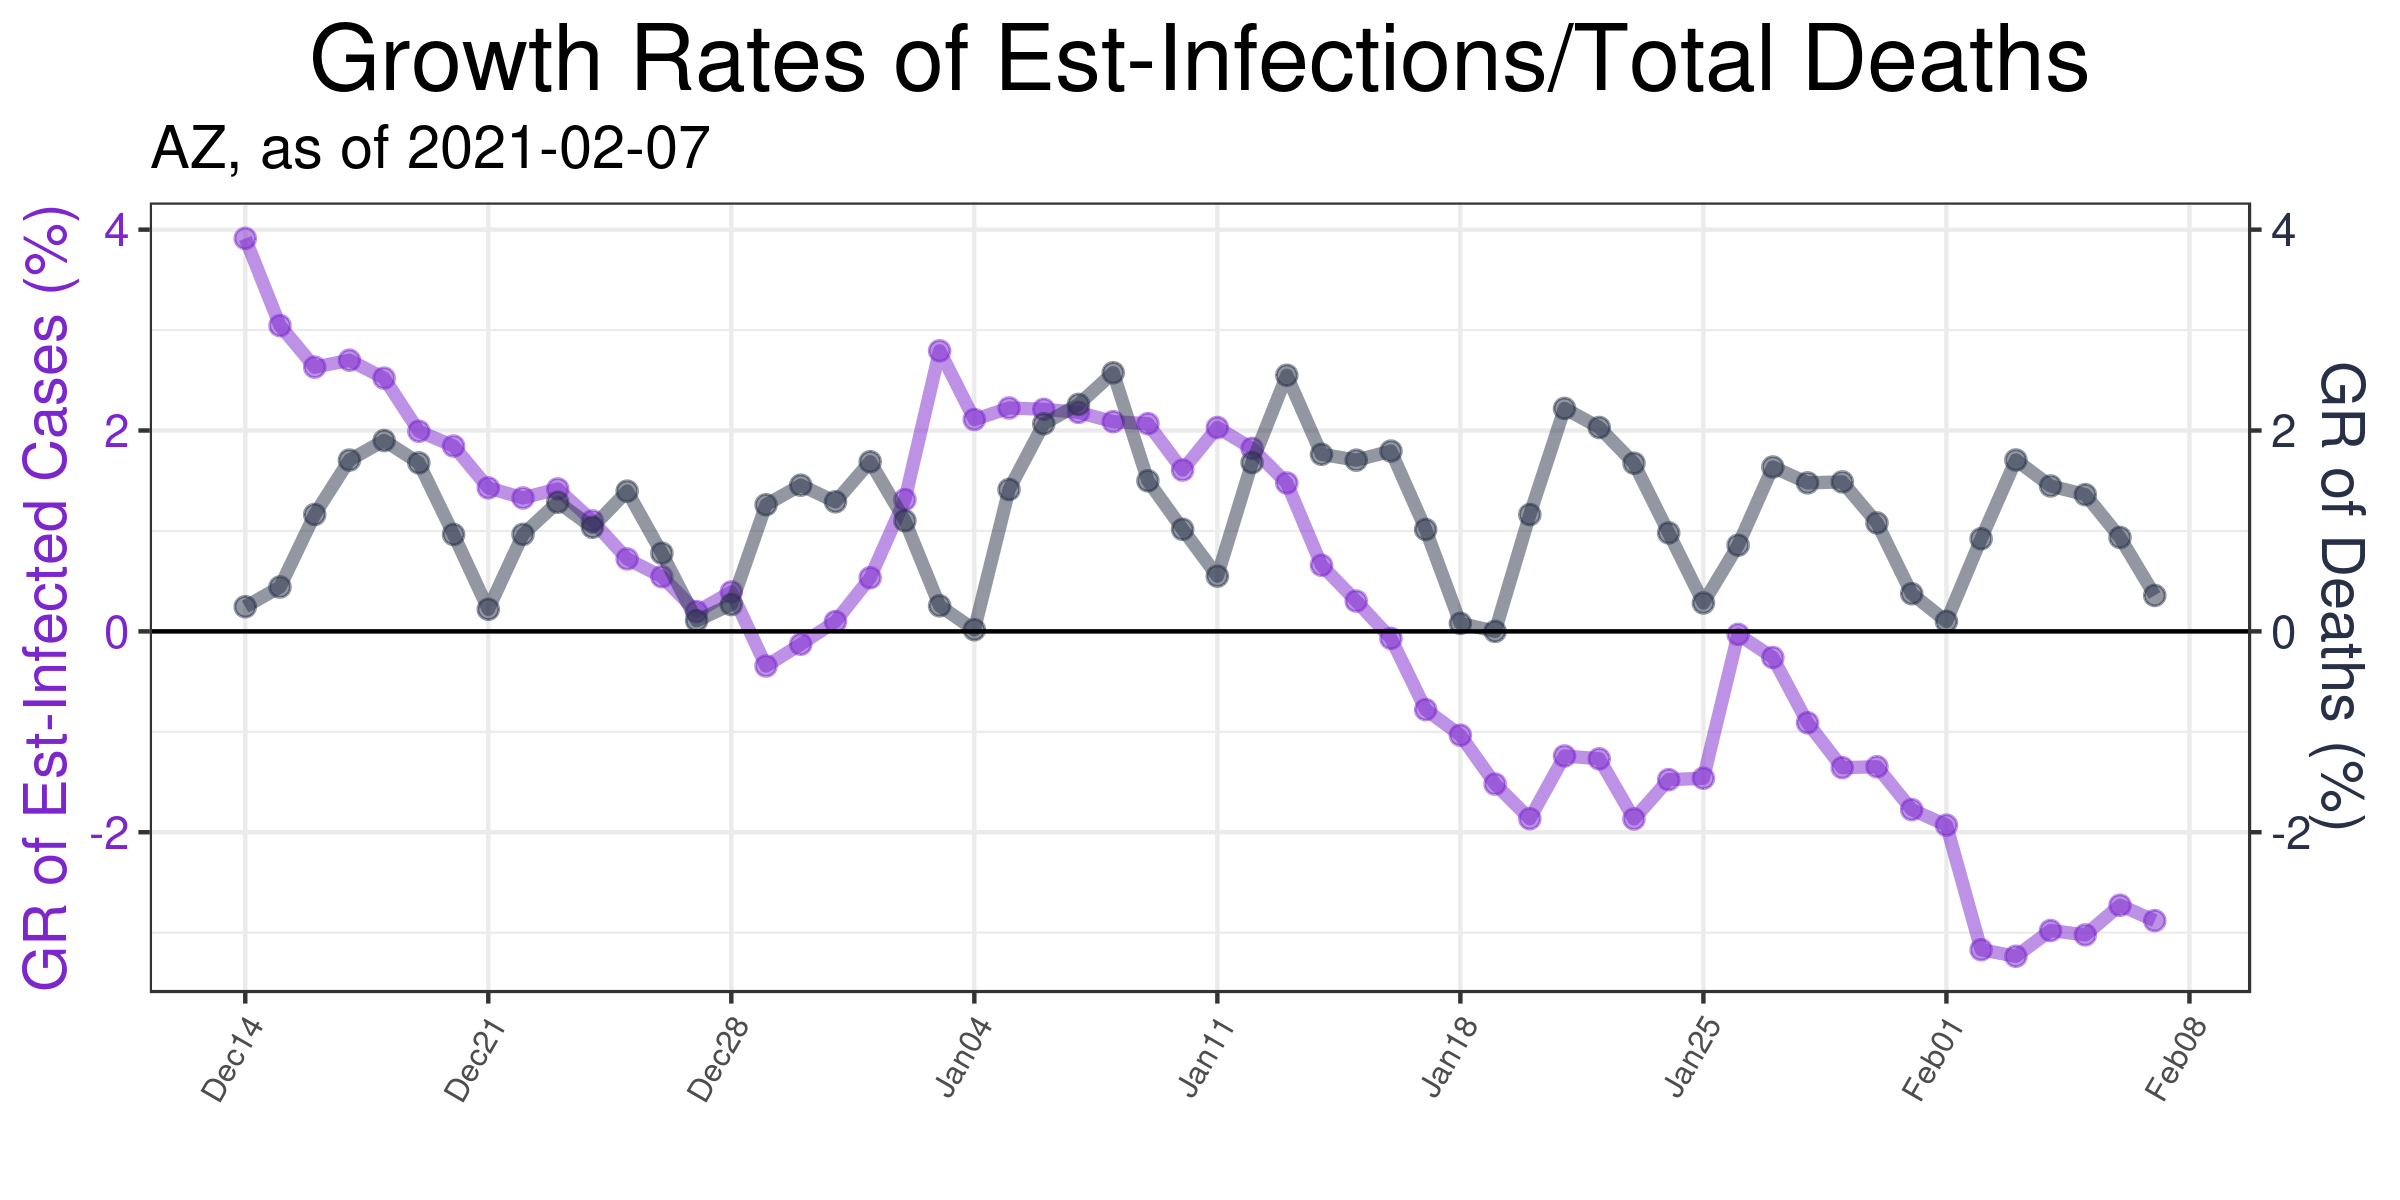 Growth Rates of Est-Infections/Total Deaths
AZ, as of 2021-02-07
GR of Est-Infected Cases (%)
4
2
0
-2
4
2
0
-2
GR of Deaths (%)
Dec14
Dec21
Dec28
Jan04
Jan11
Jan18
Jan25
Feb01
Feb08